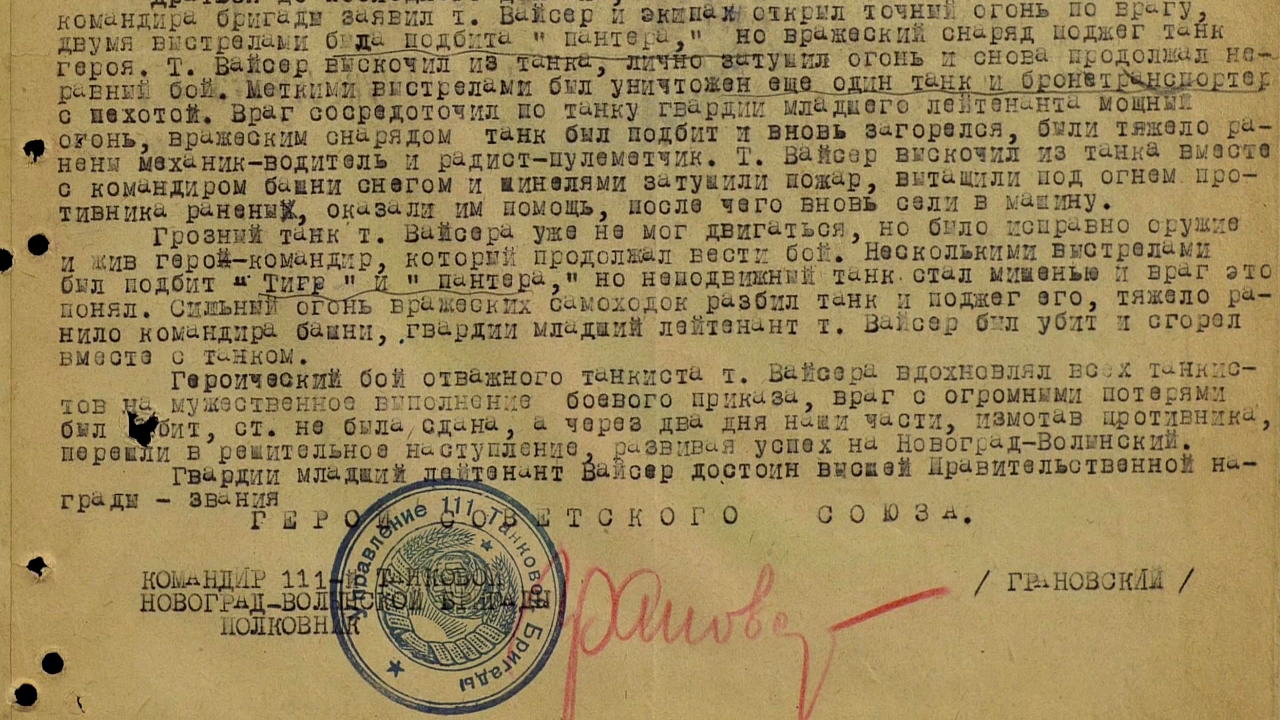 драться до последнего
командира бригады заявил т. Вайсер и экипаж открыл точный огонь по врагу,
двумя выстрелами была подбита " пантера," но вражеский снаряд поджег танк
героя. Т. Вайсер выскочил из танка, лично затушил огонь и снова продолжал не-
равный бой. Меткими выстрелами был уничтожен еще один танк и бронетранспортер
с пехотой. Враг сосредоточил по танку гвардии младшего лейтенанта мощный
огонь, вражеским снарядом танк был подбит и вновь загорелся, были тяжело ра-
нены механик-водитель и радист-пулеметчик. Т. Вайсер выскочил из танка вместе
с командиром башни снегом и шинелями затушили пожар, вытащили под огнем про-
тивника раненых, оказали им помощь, после чего вновь сели в машину.
Грозный танк т. Вайсера уже не мог двигаться, но было исправно оружие
и жив герой-командир, который продолжал вести бой. Несколькими выстрелами
был подбит " Тигр " и " пантера," но неподвижный танк стал мишенью и враг это
понял. Сильный огонь вражеских самоходок разбил танк и поджег его, тяжело ра-
нило командира башни, гвардии младший лейтенант т. Вайсер был убит и сгорел
вместе с танком.
Героический бой отважного танкиста т. Вайсера вдохновлял всех танкис-
тов на мужественное выполнение боевого приказа, враг с огромными потерями
был бит, ст. не была сдана, а через два дня наши части, измотав противника,
перешли в решительное наступление, развивая успех на Новоград-Волынский.
Гвардии младший лейтенант Вайсер достоин высшей Правительственной на-
грады - звания
ГЕРОЙ СОВЕТСКОГО СОЮЗА.
КОМАНДИР 111-й ТАНКОВОЙ
НОВОГРАД-ВОЛЫНСКОЙ БРИГАДЫ
ПОЛКОВНИК
/ ГРАНОВСКИЙ /
Управление 111 Танковой Бригады
Грановс